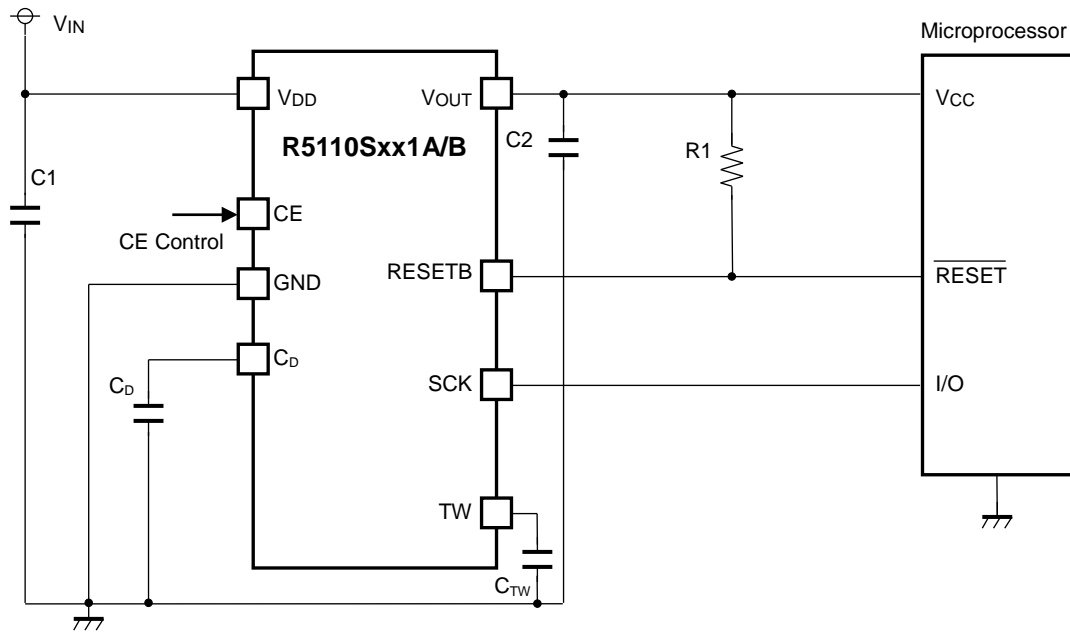 VIN
Microprocessor
VDD
VOUT
VCC
R5110Sxx1A/B
C2
R1
C1
CE
CE Control
RESETB
RESET
GND
CD
CD
SCK
I/O
TW
CTW